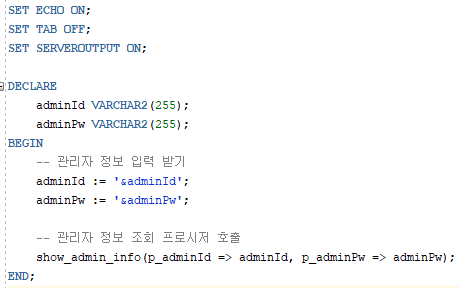 SET ECHO ON;
SET TAB OFF;
SET SERVEROUTPUT ON;
DECLARE
adminId VARCHAR2(255);
adminPw VARCHAR2(255);
BEGIN
-- 관리자 정보 입력 받기
adminId := '&adminId';
adminPw := '&adminPw';
-- 관리자 정보 조회 프로시저 호출
show_admin_info(p_adminId => adminId, p_adminPw => adminPw);
END;